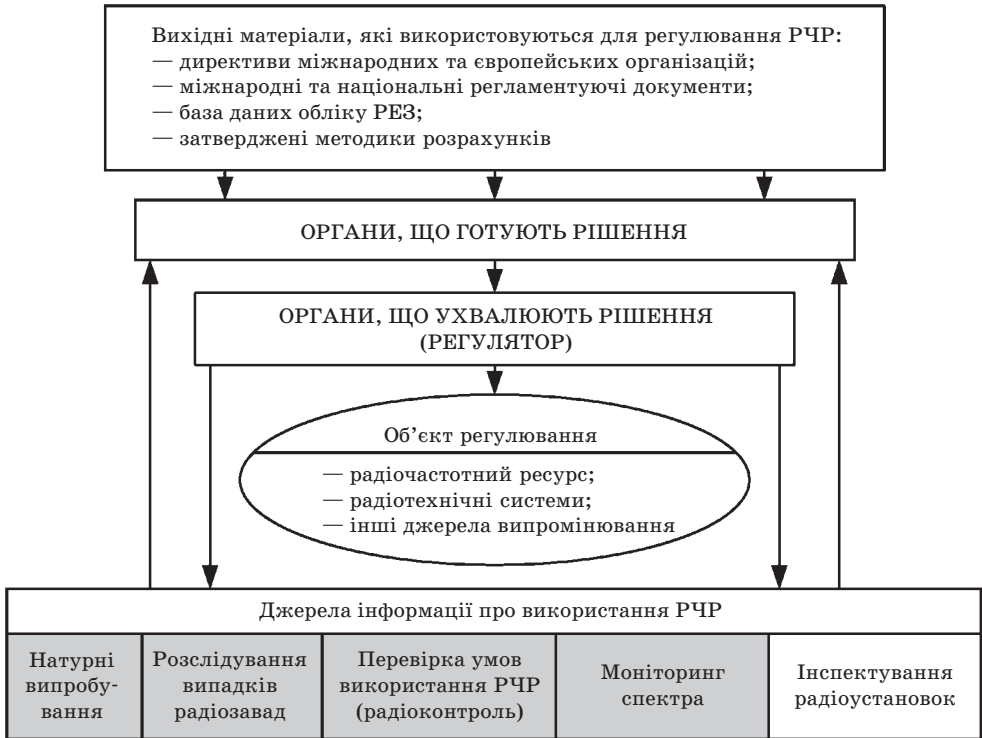 Вихідні матеріали, які використовуються для регулювання РЧР:
— директиви міжнародних та європейських організацій;
— міжнародні та національні регламентуючі документи;
— база даних обліку РЕЗ;
— затверджені методики розрахунків
ОРГАНИ, ЩО ГОТУЮТЬ РІШЕННЯ
ОРГАНИ, ЩО УХВАЛЮЮТЬ РІШЕННЯ
(РЕГУЛЯТОР)
Об’єкт регулювання
— радіочастотний ресурс;
— радіотехнічні системи;
— інші джерела випромінювання
Джерела інформації про використання РЧР
Натурні
випробу-
вання
Розслідування
випадків
радіозавад
Перевірка умов
використання РЧР
(радіоконтроль)
Моніторинг
спектра
Інспектування
радіоустановок